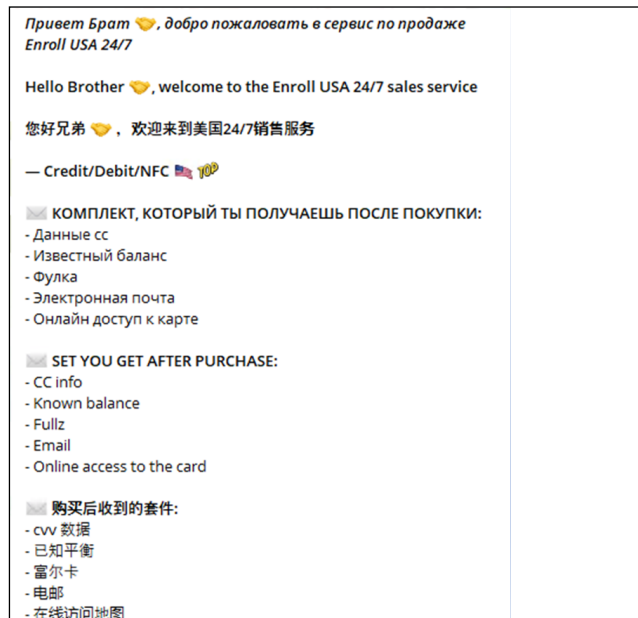 Привет Брат 🤝, добро пожаловать в сервис по продаже
Enroll USA 24/7
Hello Brother 🤝, welcome to the Enroll USA 24/7 sales service
您好兄弟 🤝 ，欢迎来到美国24/7销售服务
— Credit/Debit/NFC 🇺🇸 TOP
✉️ КОМПЛЕКТ, КОТОРЫЙ ТЫ ПОЛУЧАЕШЬ ПОСЛЕ ПОКУПКИ:
- Данные сс
- Известный баланс
- Фулка
- Электронная почта
- Онлайн доступ к карте
✉️ SET YOU GET AFTER PURCHASE:
- CC info
- Known balance
- Fullz
- Email
- Online access to the card
✉️ 购买后收到的套件:
- cvv 数据
- 已知平衡
- 富尔卡
- 电邮
- 在线访问地图